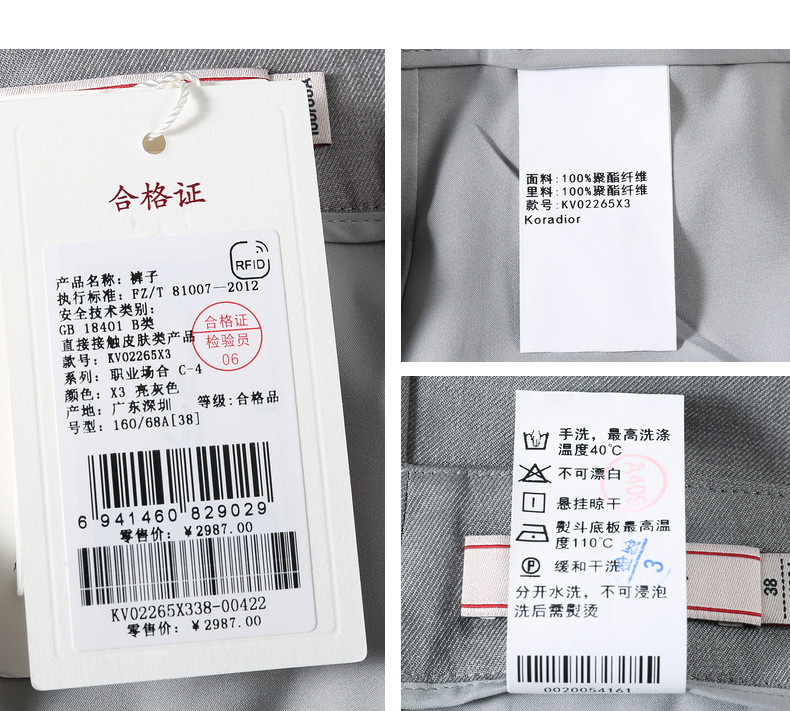 合格证
RFID
产品名称：裤子
执行标准：FZ/T 81007—2012
安全技术类别：
GB 18401 B类
直接接触皮肤类产品
款号：KV02265X3
系列：职业场合 C-4
颜色：X3 亮灰色
产地：广东深圳 等级：合格品
号型：160/68A[38]
合格证
检验员
06
6 941460 829029
零售价：￥2987.00
KV02265X338-00422
零售价：￥2987.00
面料：100%聚酯纤维
里料：100%聚酯纤维
款号：KV02265X3
Koradior
手洗，最高洗涤
温度40℃
不可漂白
悬挂晾干
熨斗底板最高温
度110℃
P
缓和干洗
分开水洗，不可浸泡
洗后需熨烫
A406
3
38
0020054161